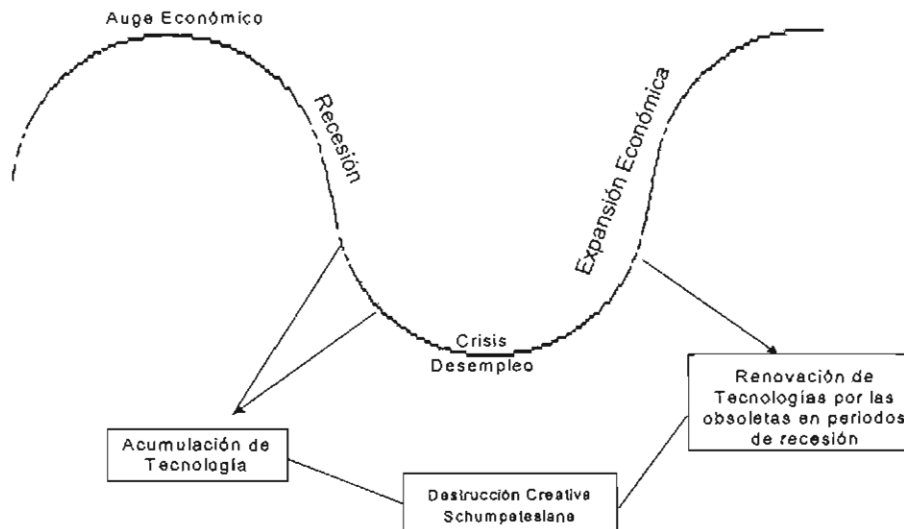 Auge Económico
Recesión
Expansión Económica
Crisis
Desempleo
Renovación de
Tecnologías por las
obsoletas en periodos
de recesión
Acumulación de
Tecnología
Destrucción Creativa
Schumpetesiana